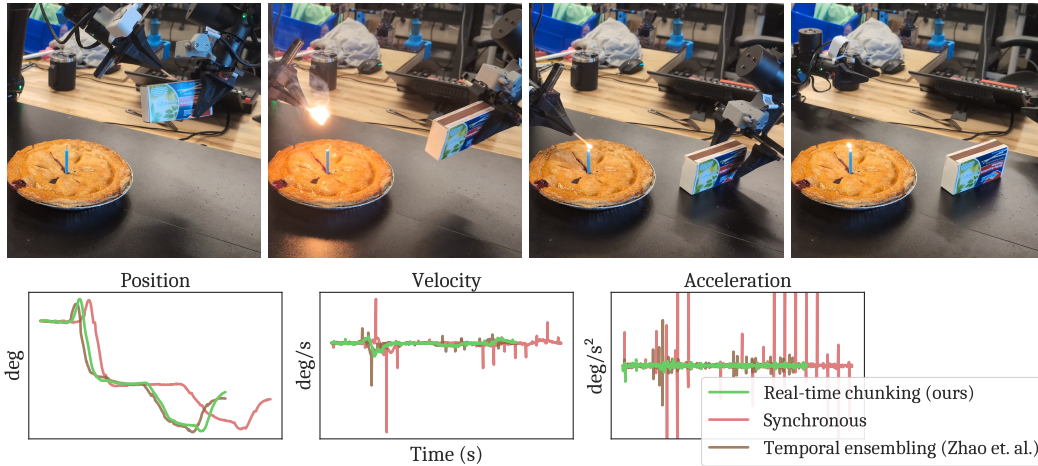 Position
Velocity
Acceleration
deg
deg/s
deg/s²
Time (s)
Real-time chunking (ours)
Synchronous
Temporal ensembling (Zhao et. al.)